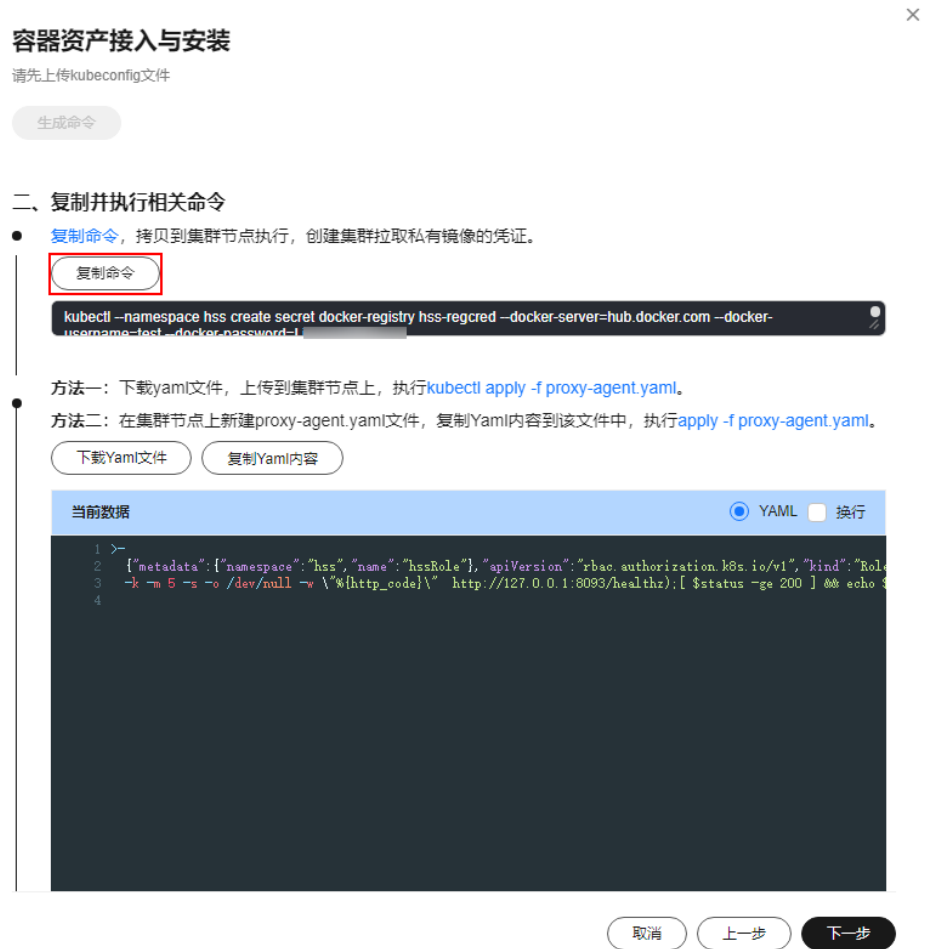 容器资产接入与安装
请先上传kubeconfig文件
生成命令
二、复制并执行相关命令
复制命令，拷贝到集群节点执行，创建集群拉取私有镜像的凭证。
复制命令
kubectl --namespace hss create secret docker-registry hss-regcred --docker-server=hub.docker.com --docker-
username=test --docker-password=
方法一：下载yaml文件，上传到集群节点上，执行kubectl apply -f proxy-agent.yaml。
方法二：在集群节点上新建proxy-agent.yaml文件，复制Yaml内容到该文件中，执行apply -f proxy-agent.yaml。
下载Yaml文件 复制Yaml内容
当前数据 YAML 换行
1 >-
2 {"metadata":{"namespace":"hss","name":"hssRole"},"apiVersion":"rbac.authorization.k8s.io/v1","kind":"Role
3 -k -m 5 -s -o /dev/null -w \"%{http_code}\" http://127.0.0.1:8093/healthz);[ $status -ge 200 ] && echo $
4
取消 上一步 下一步